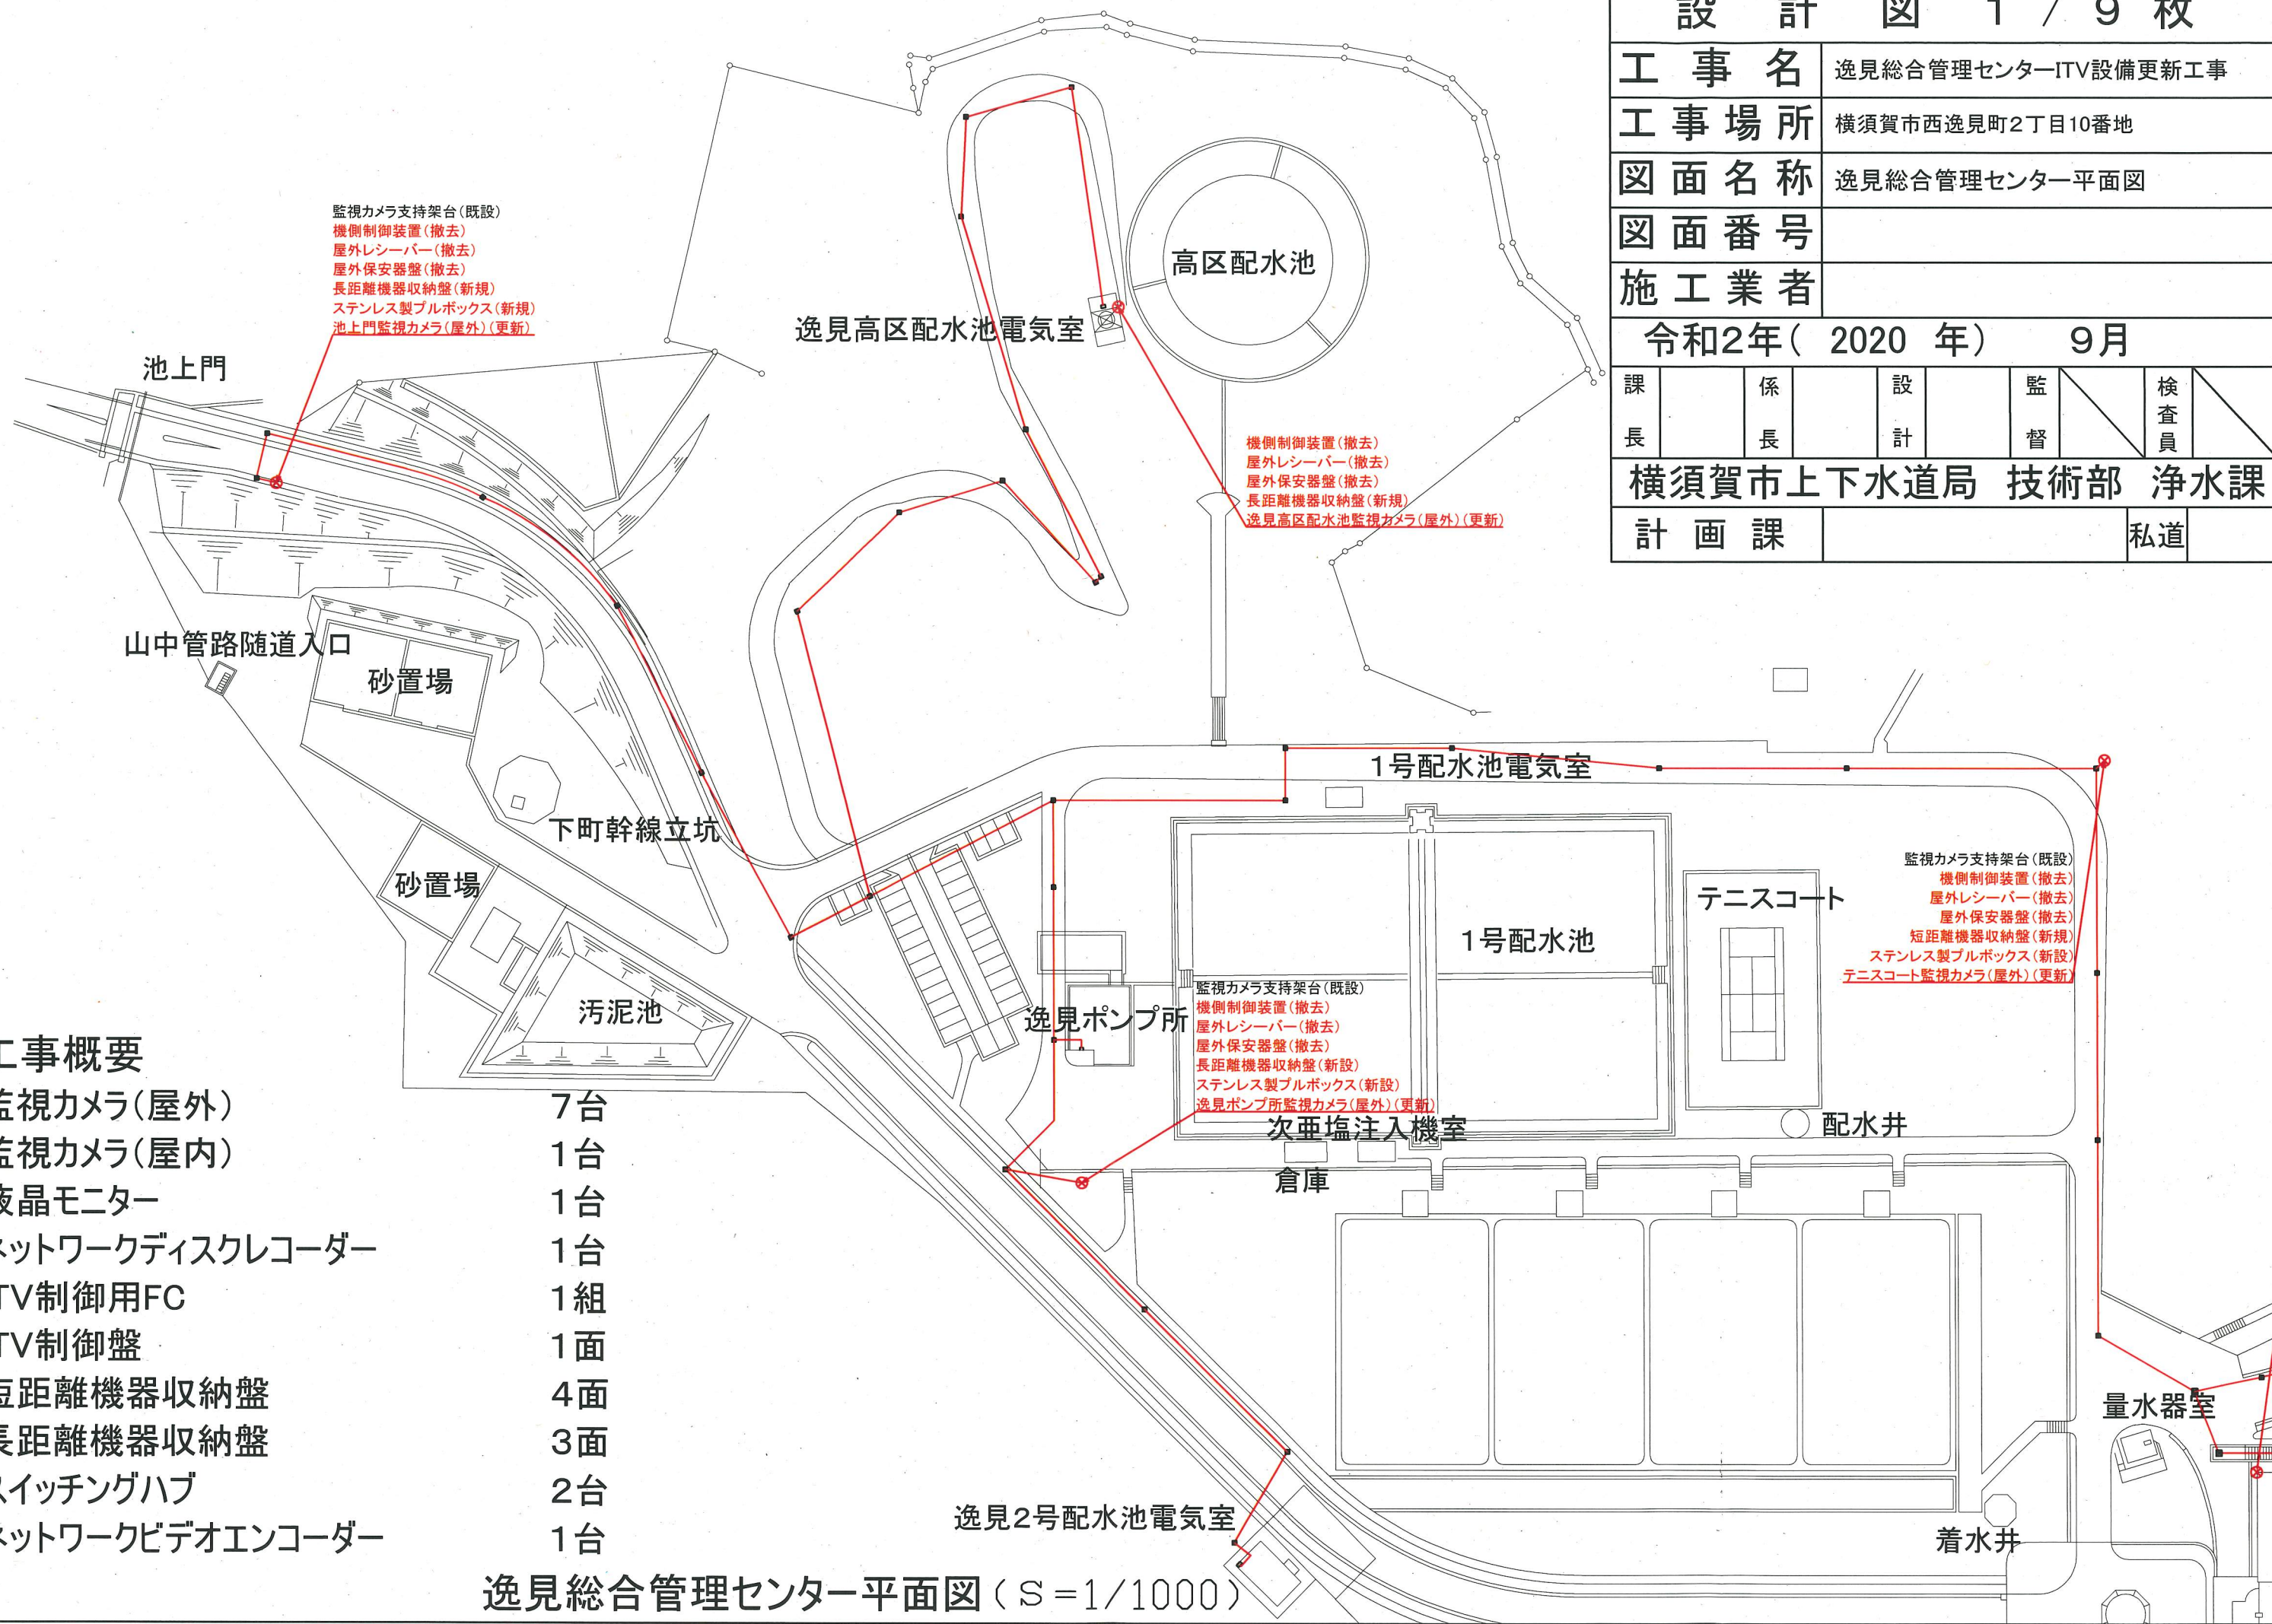 設 計 図 1 / 9 枚
工事名 逸見総合管理センターITV設備更新工事
工事場所 横須賀市西逸見町2丁目10番地
図面名称 逸見総合管理センター平面図
図面番号
施工業者
令和2年( 2020 年) 9月
課長 係長 設計 監督 検査員
横須賀市上下水道局 技術部 浄水課
計画課 私道
監視カメラ支持架台(既設)
機側制御装置(撤去)
屋外レシーバー(撤去)
屋外保安器盤(撤去)
長距離機器収納盤(新規)
ステンレス製プルボックス(新規)
池上門監視カメラ(屋外)(更新)
池上門
高区配水池
逸見高区配水池電気室
機側制御装置(撤去)
屋外レシーバー(撤去)
屋外保安器盤(撤去)
長距離機器収納盤(新規)
逸見高区配水池監視カメラ(屋外)(更新)
山中管路随道入口
砂置場
下町幹線立坑
砂置場
汚泥池
1号配水池電気室
1号配水池
テニスコート
監視カメラ支持架台(既設)
機側制御装置(撤去)
屋外レシーバー(撤去)
屋外保安器盤(撤去)
短距離機器収納盤(新規)
ステンレス製プルボックス(新設)
テニスコート監視カメラ(屋外)(更新)
逸見ポンプ所
監視カメラ支持架台(既設)
機側制御装置(撤去)
屋外レシーバー(撤去)
屋外保安器盤(撤去)
長距離機器収納盤(新設)
ステンレス製プルボックス(新設)
逸見ポンプ所監視カメラ(屋外)(更新)
次亜塩注入機室
倉庫
配水井
量水器室
着水井
逸見2号配水池電気室
工事概要
監視カメラ(屋外) 7台
監視カメラ(屋内) 1台
液晶モニター 1台
ネットワークディスクレコーダー 1台
TV制御用FC 1組
TV制御盤 1面
短距離機器収納盤 4面
長距離機器収納盤 3面
スイッチングハブ 2台
ネットワークビデオエンコーダー 1台
逸見総合管理センター平面図(S=1/1000)